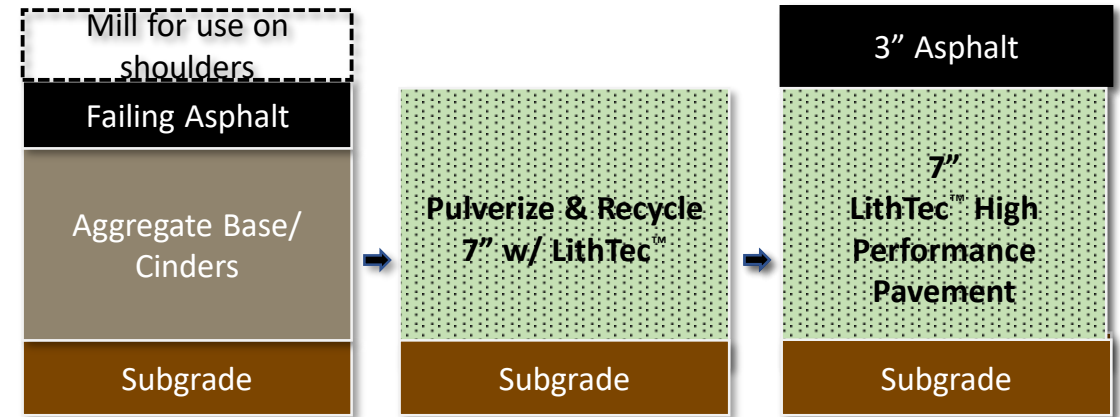 Mill for use on
shoulders
Failing Asphalt
Aggregate Base/
Cinders
Subgrade
Pulverize & Recycle
7” w/ LithTec™
Subgrade
3” Asphalt
7”
LithTec™ High
Performance
Pavement
Subgrade